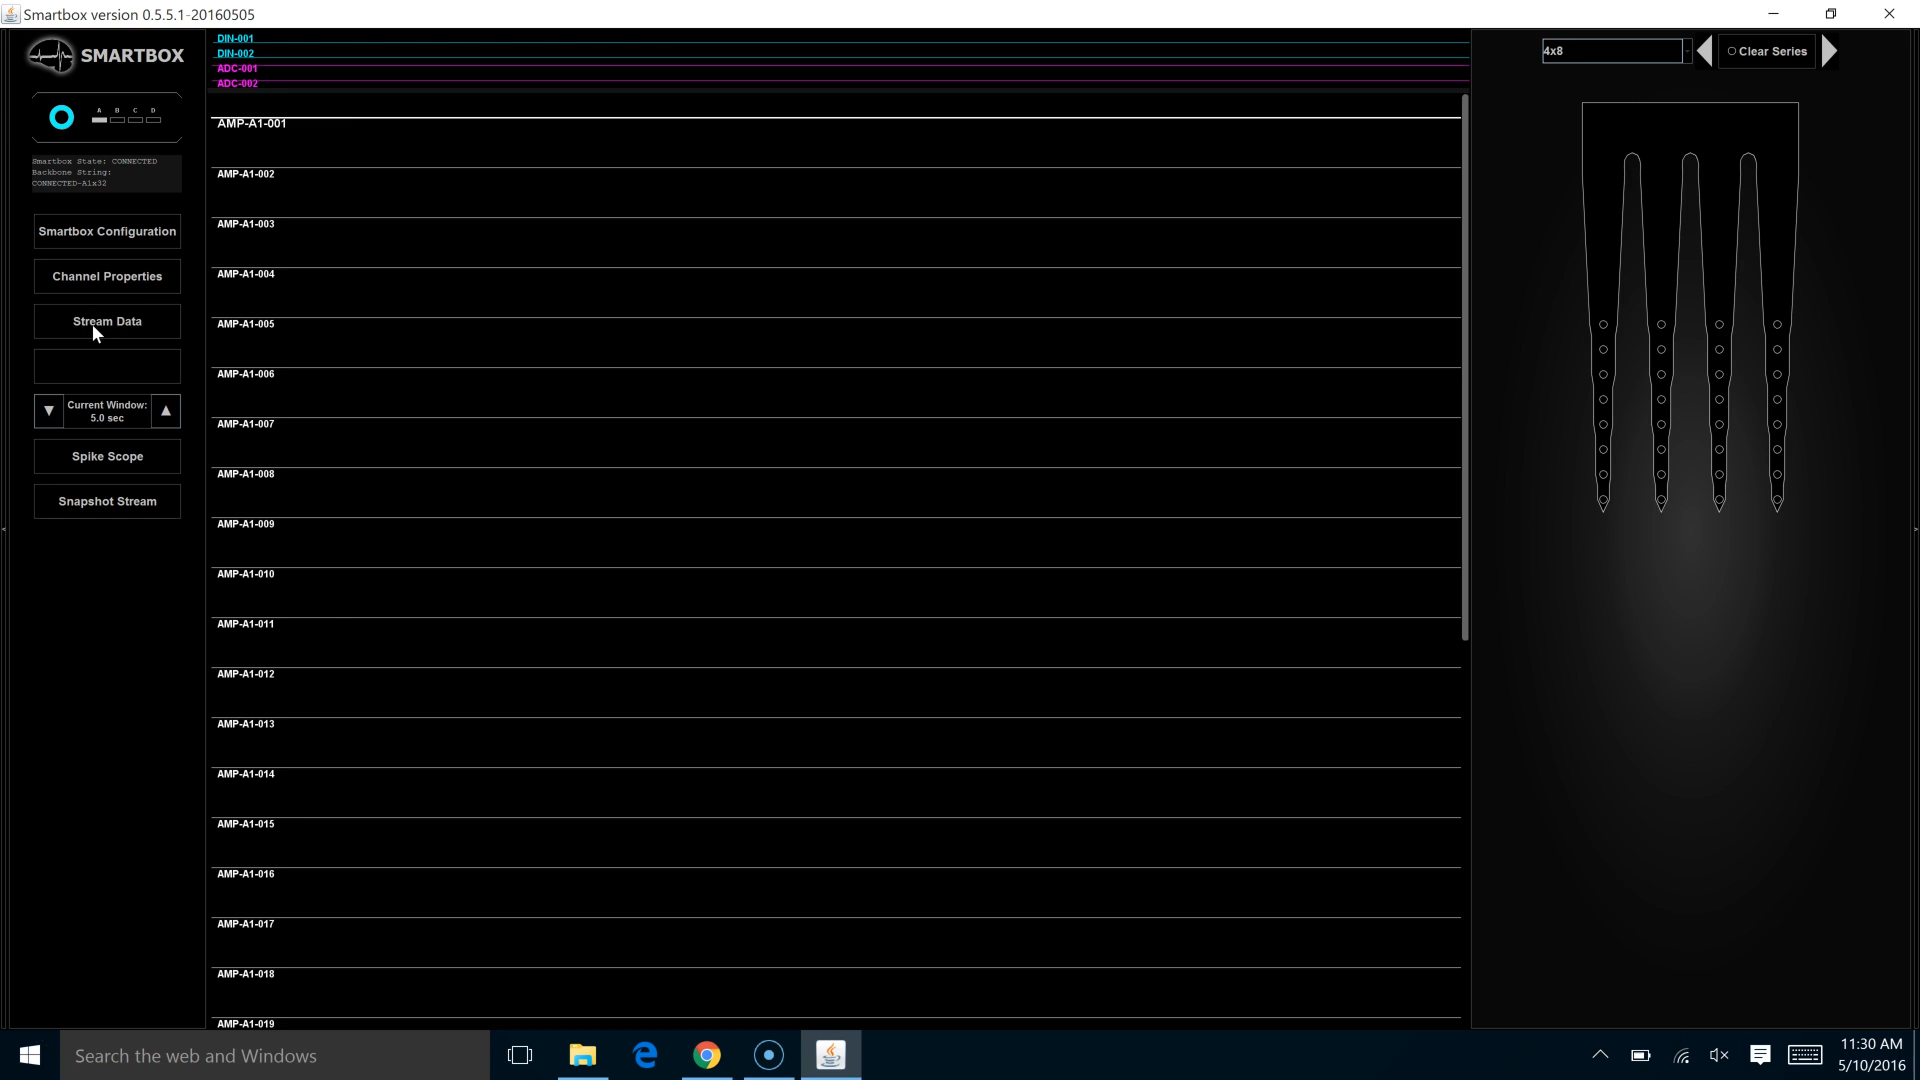 Smartbox version 0.5.5.1-20160505
SMARTBOX
A B C D
Smartbox State: CONNECTED
Backbone String:
CONNECTED-A1x32
Smartbox Configuration
Channel Properties
Stream Data
Current Window:
5.0 sec
Spike Scope
Snapshot Stream
DIN-001
DIN-002
ADC-001
ADC-002
AMP-A1-001
AMP-A1-002
AMP-A1-003
AMP-A1-004
AMP-A1-005
AMP-A1-006
AMP-A1-007
AMP-A1-008
AMP-A1-009
AMP-A1-010
AMP-A1-011
AMP-A1-012
AMP-A1-013
AMP-A1-014
AMP-A1-015
AMP-A1-016
AMP-A1-017
AMP-A1-018
AMP-A1-019
4x8
Clear Series
Search the web and Windows
11:30 AM
5/10/2016